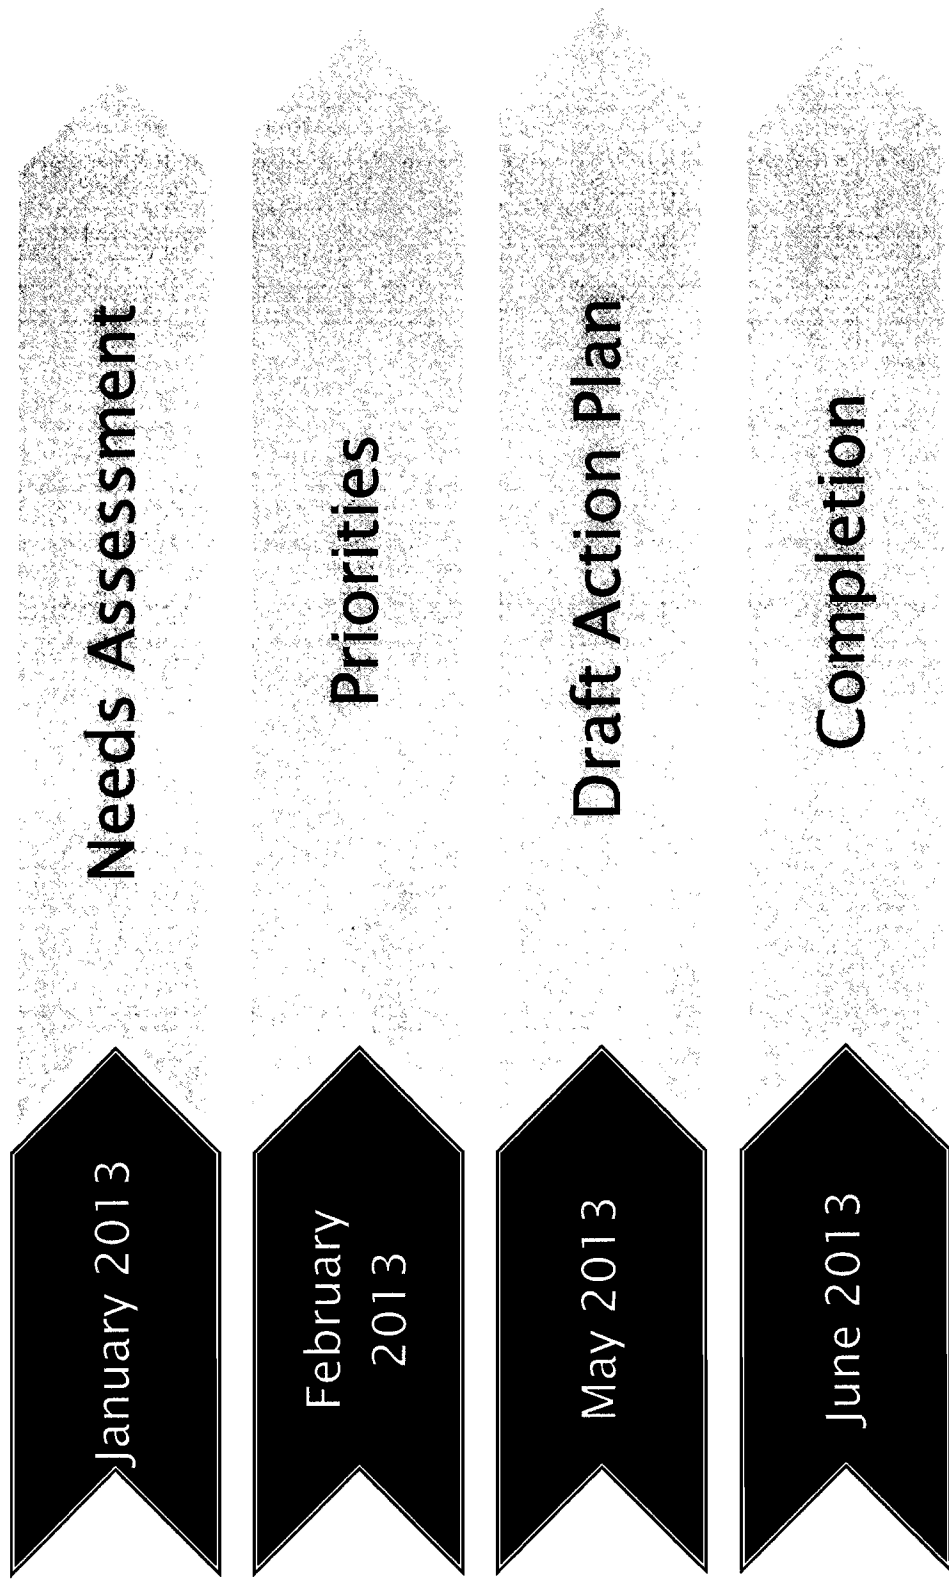 January 2013
Needs Assessment
February
2013
Priorities
May 2013
Draft Action Plan
June 2013
Completion